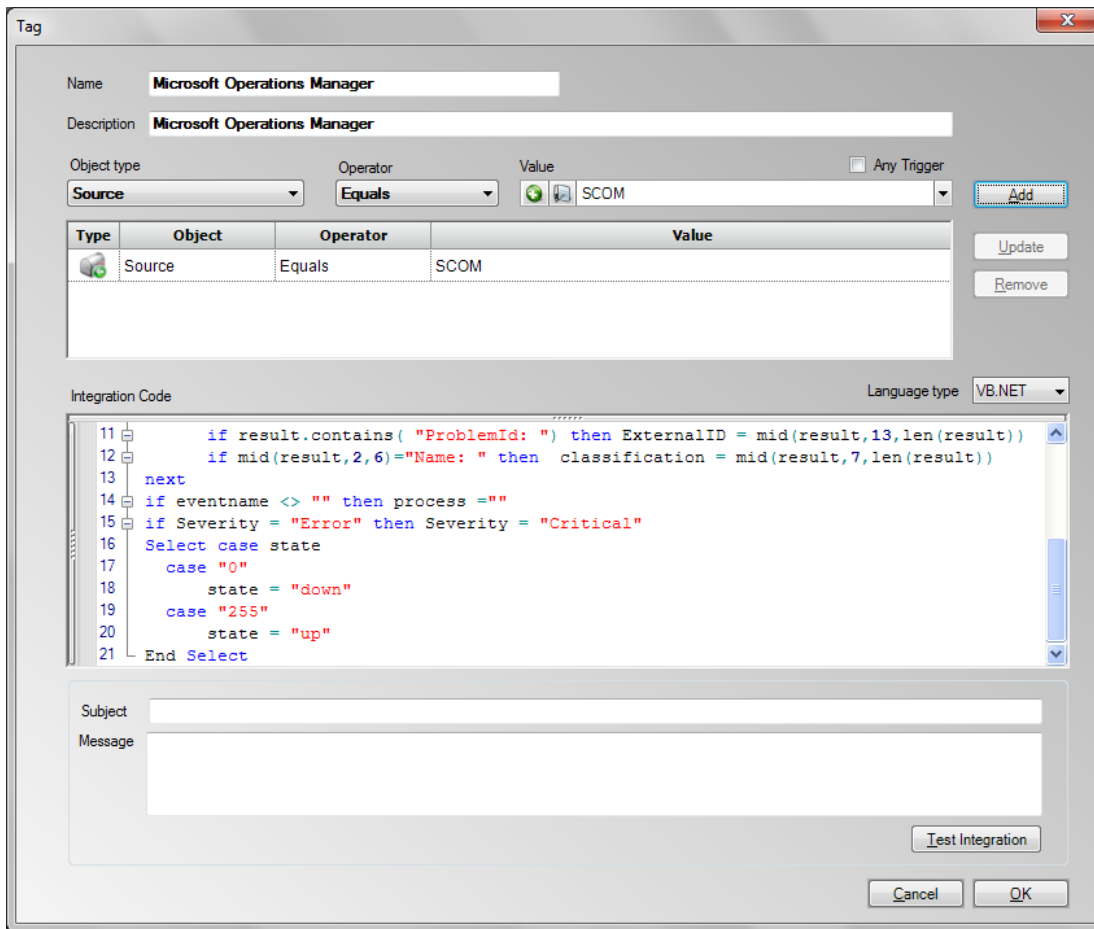 Tag
Name Microsoft Operations Manager
Description Microsoft Operations Manager
Object type Operator Value Any Trigger
Source Equals SCOM Add
Type Object Operator Value
Update
Source Equals SCOM
Remove
Integration Code Language type VB.NET
11 if result.contains( "ProblemId: ") then ExternalID = mid(result,13,len(result))
12 if mid(result,2,6)="Name: " then  classification = mid(result,7,len(result))
13 next
14 if eventname <> "" then process =""
15 if Severity = "Error" then Severity = "Critical"
16 Select case state
17 case "0"
18 state = "down"
19 case "255"
20 state = "up"
21 End Select
Subject
Message
Test Integration
Cancel OK